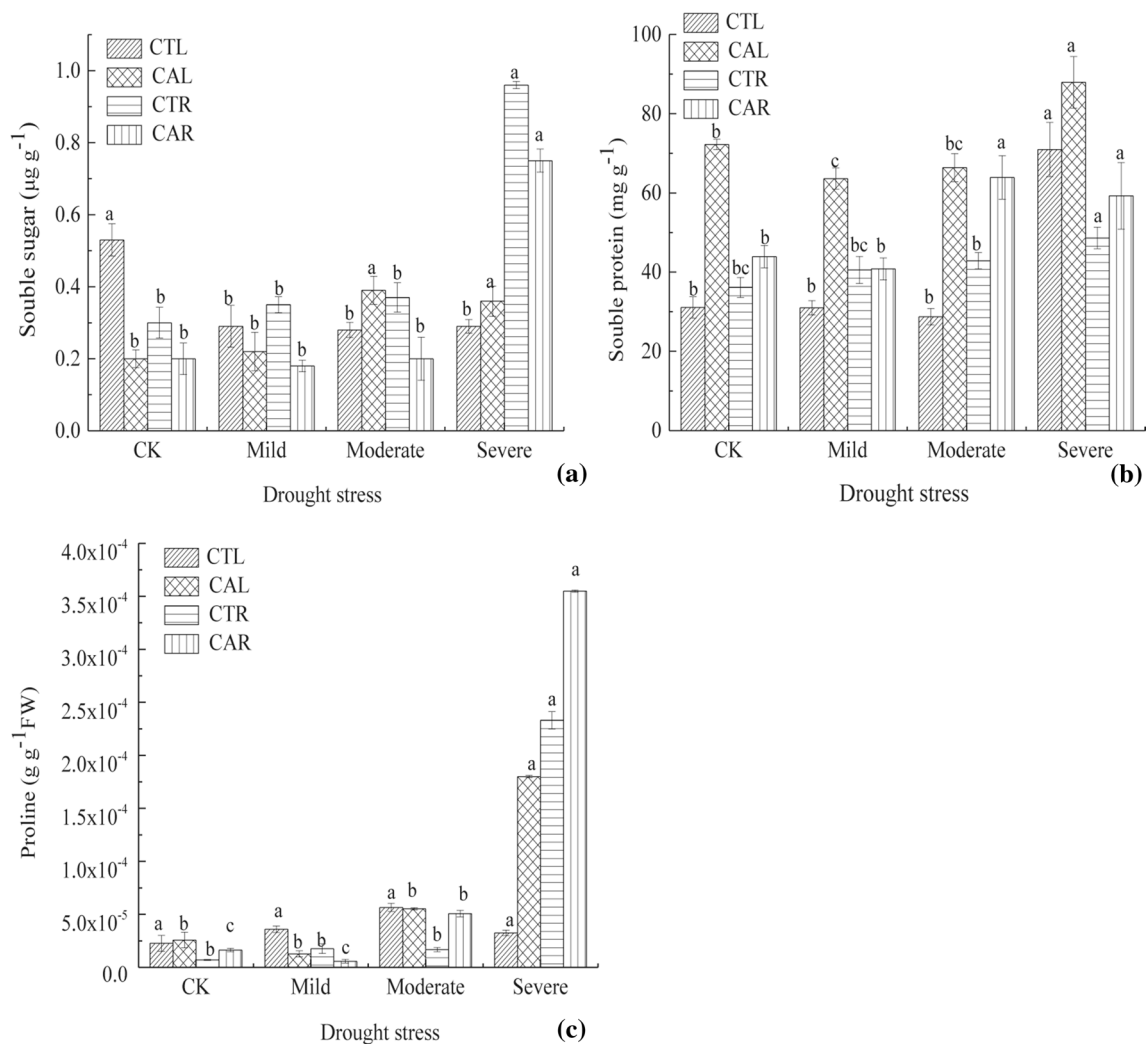 CTL
CAL
CTR
CAR
Souble sugar (μg g-1)
1.0
0.8
0.6
0.4
0.2
0.0
a
b
b
b
b
b
b
b
b
a
b
b
b
a
a
a
CK Mild Moderate Severe
Drought stress
(a)
CTL
CAL
CTR
CAR
Souble protein (mg g-1)
100
80
60
40
20
0
b
b
bc
b
b
c
bc
b
b
bc
b
a
a
a
a
a
CK Mild Moderate Severe
Drought stress
(b)
CTL
CAL
CTR
CAR
Proline (g g-1FW)
4.0x10-4
3.5x10-4
3.0x10-4
2.5x10-4
2.0x10-4
1.5x10-4
1.0x10-4
5.0x10-5
0.0
a
b
b
c
a
b
b
c
a
b
b
b
b
a
a
a
CK Mild Moderate Severe
Drought stress
(c)